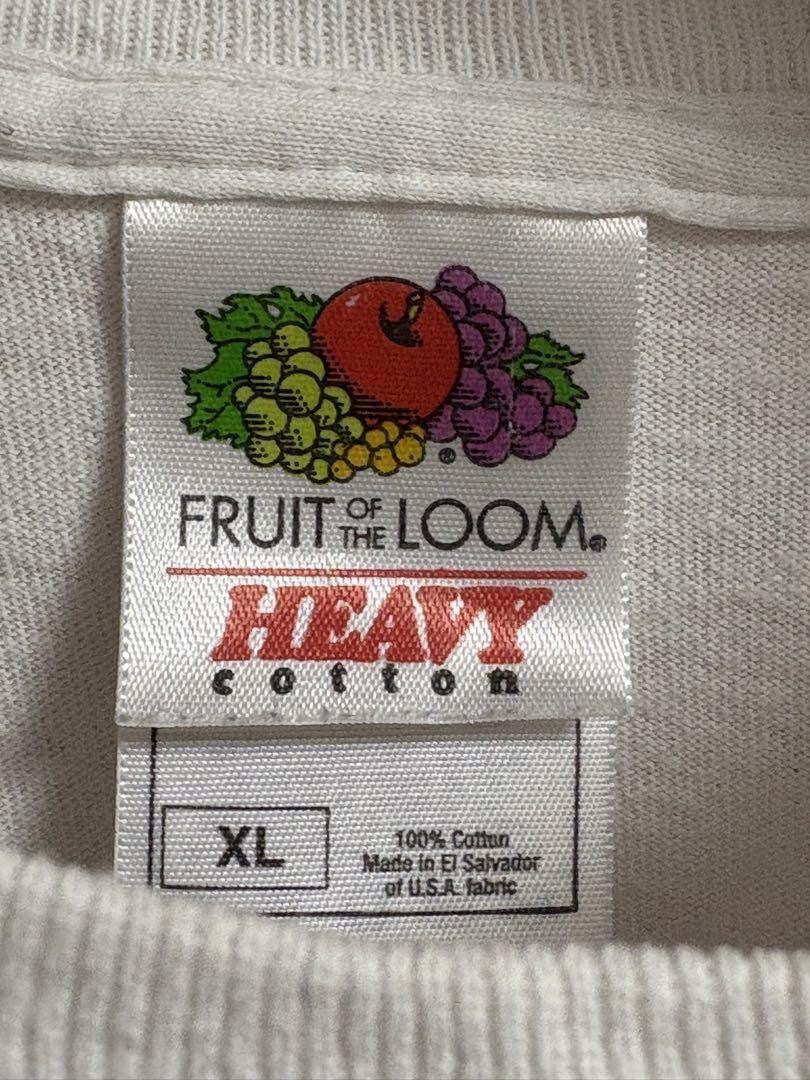 FRUIT OF THE LOOM®
HEAVY
cotton
XL
100% Cotton
Made in El Salvador
of U.S.A. fabric